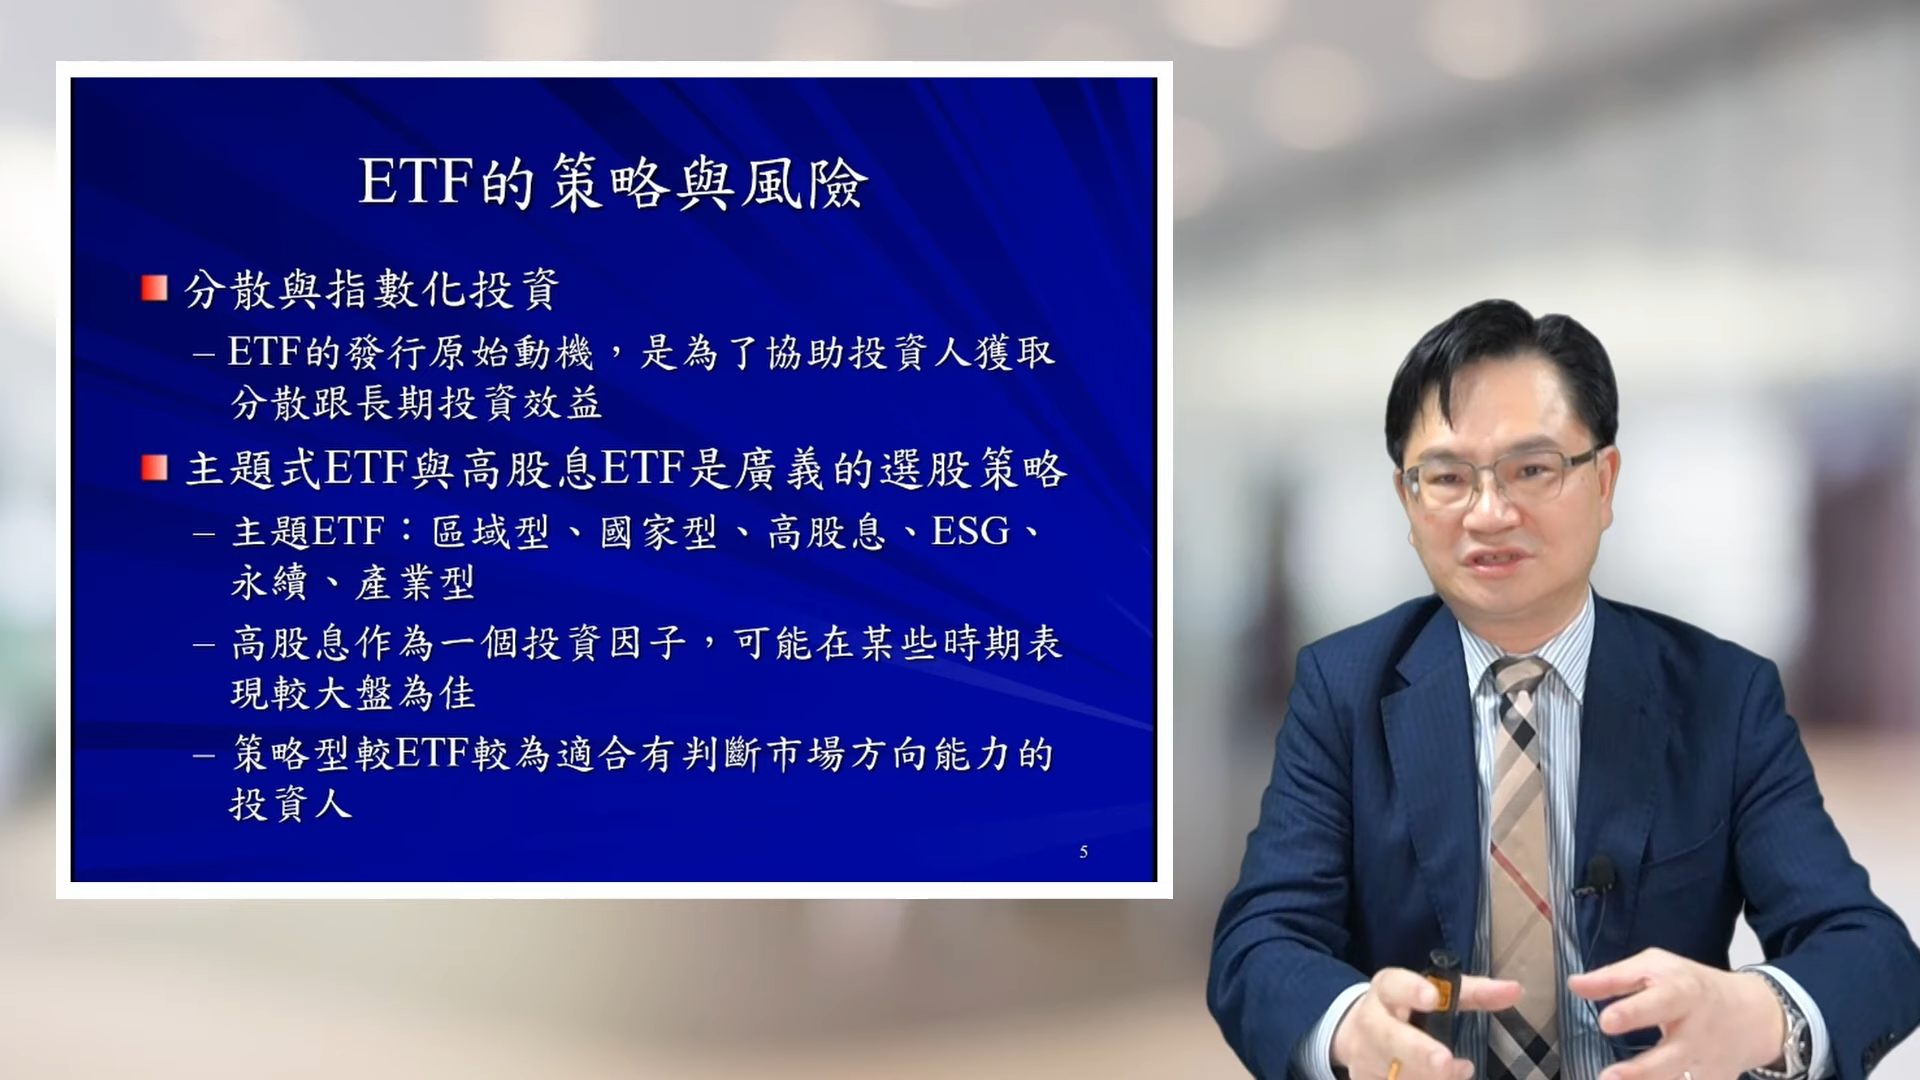 ETF的策略與風險
分散與指數化投資
– ETF的發行原始動機，是為了協助投資人獲取
分散跟長期投資效益
主題式ETF與高股息ETF是廣義的選股策略
– 主題ETF：區域型、國家型、高股息、ESG、
永續、產業型
– 高股息作為一個投資因子，可能在某些時期表
現較大盤為佳
– 策略型較ETF較為適合有判斷市場方向能力的
投資人
5